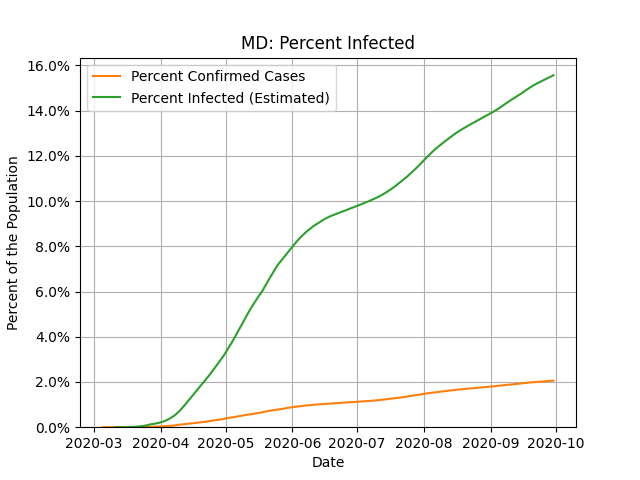 MD: Percent Infected
Percent Confirmed Cases
Percent Infected (Estimated)
Percent of the Population
16.0%
14.0%
12.0%
10.0%
8.0%
6.0%
4.0%
2.0%
0.0%
2020-03 2020-04 2020-05 2020-06 2020-07 2020-08 2020-09 2020-10
Date